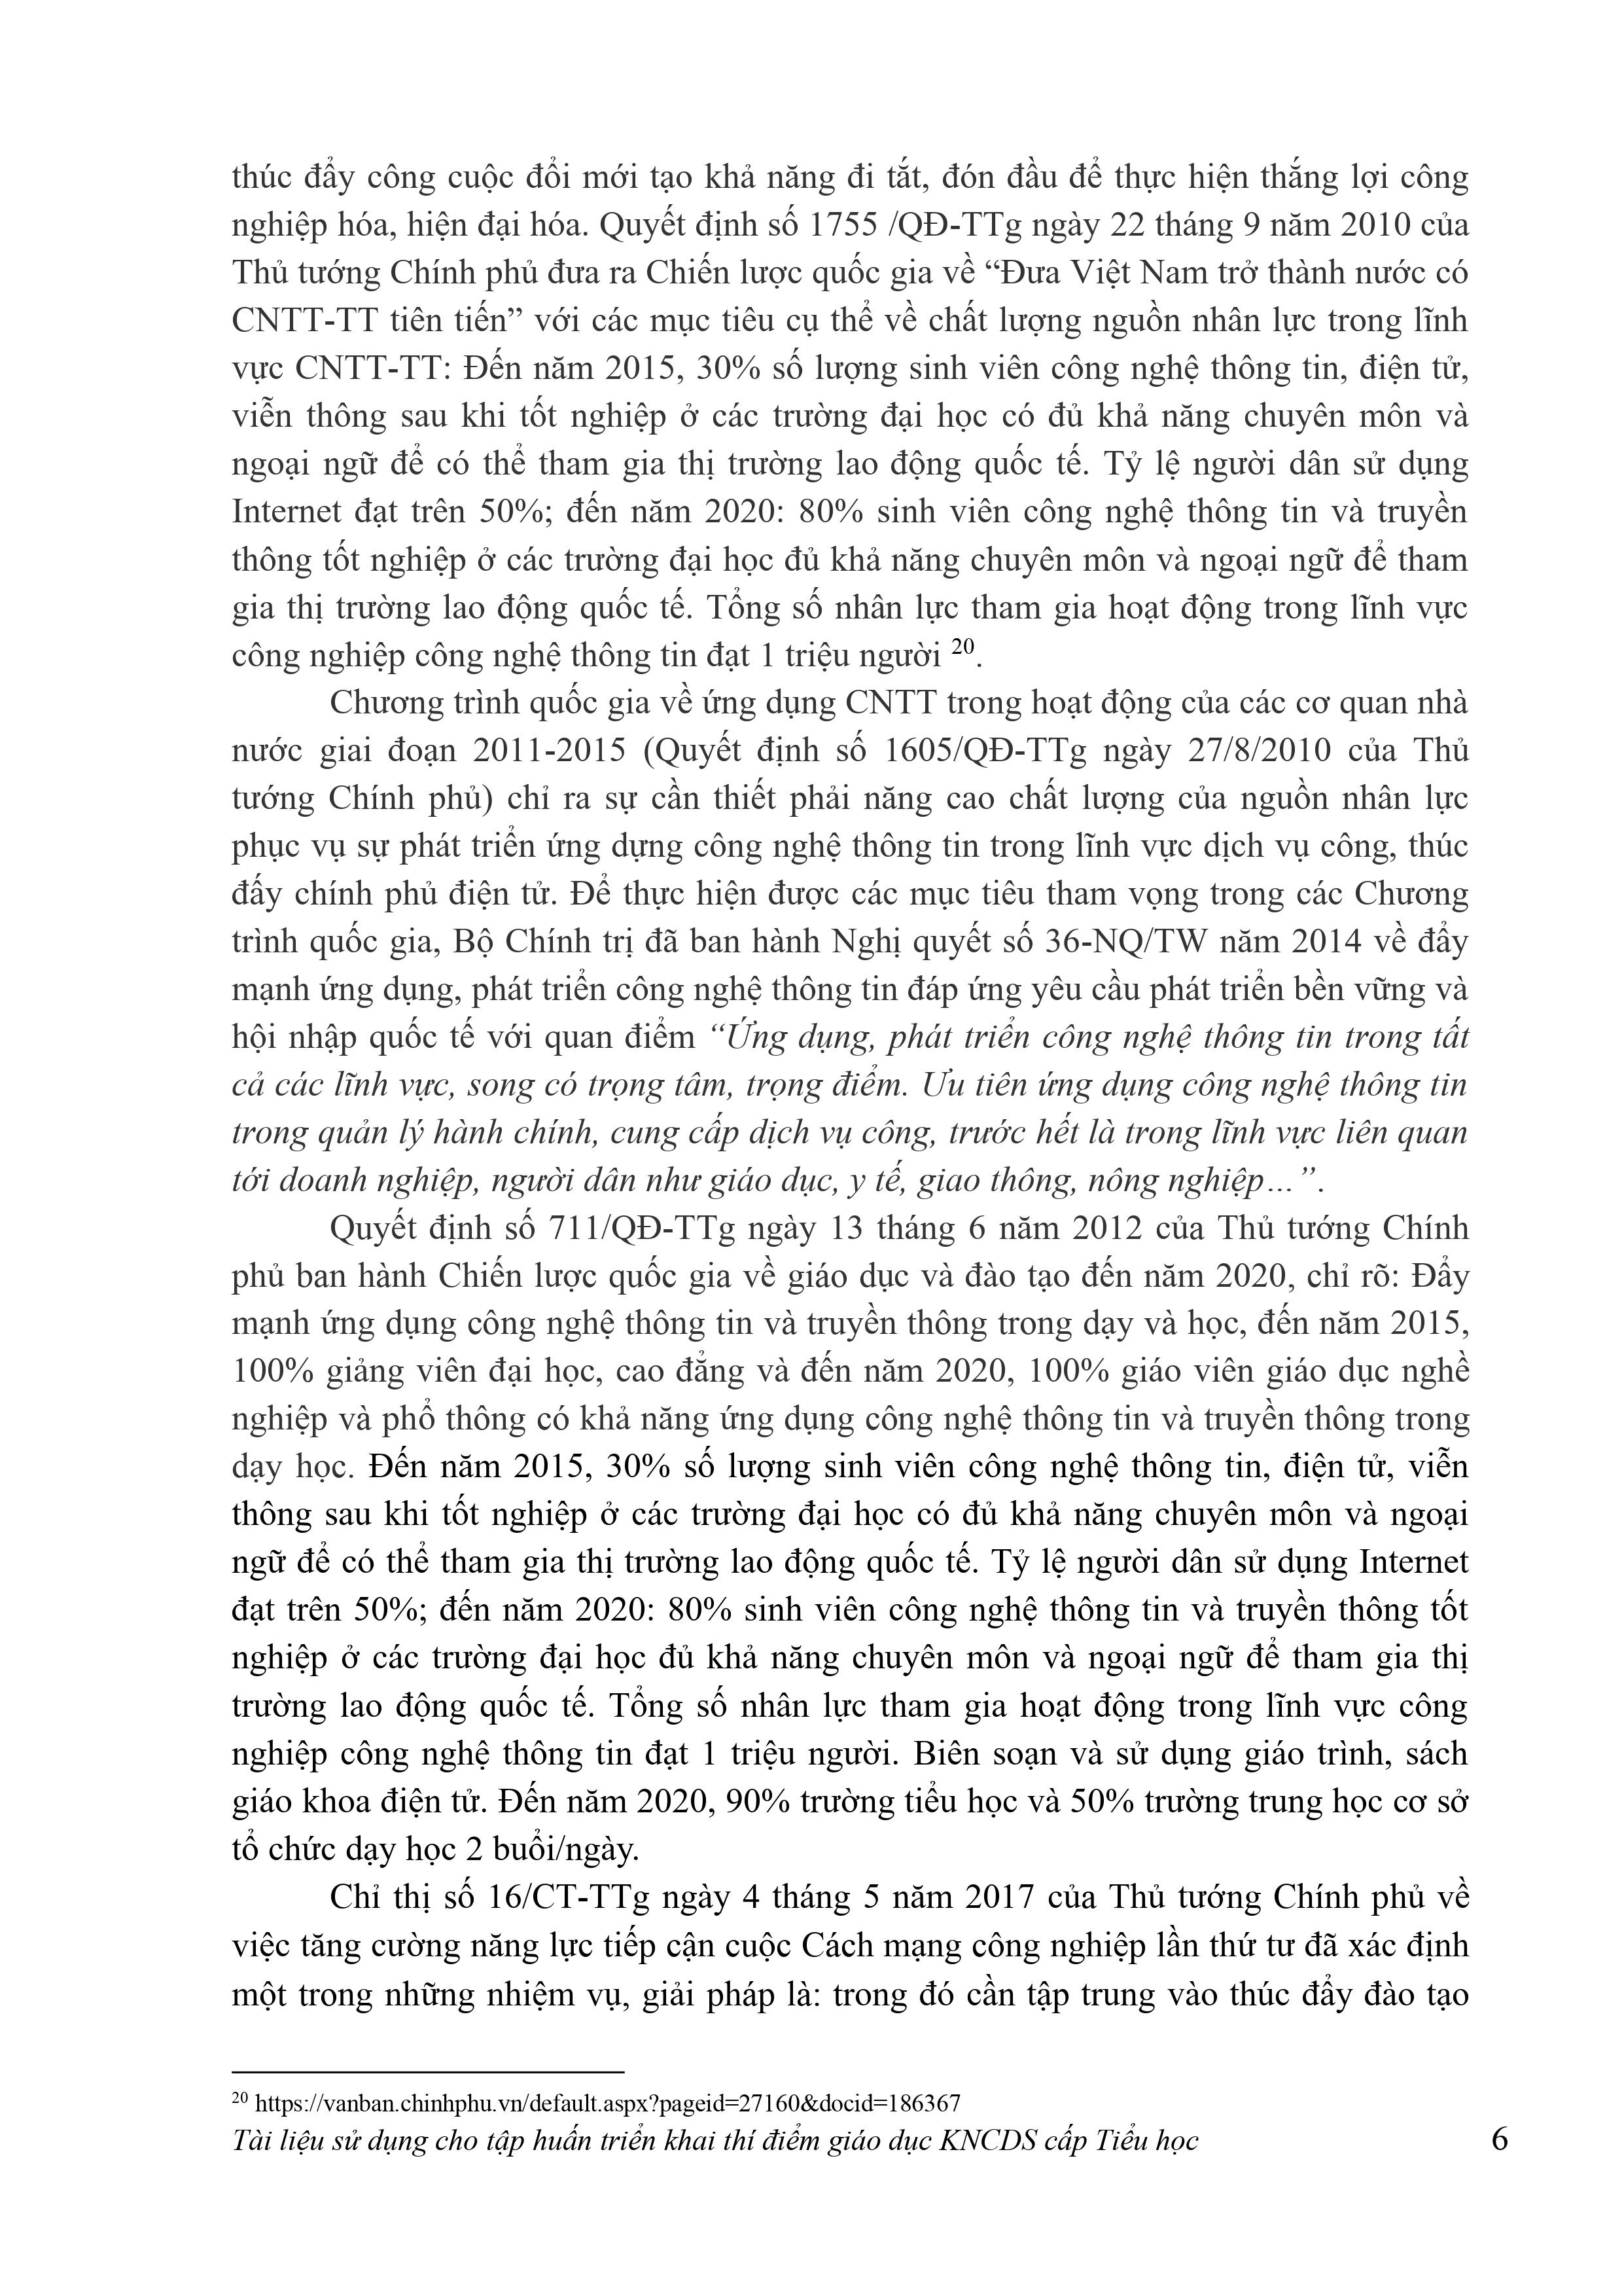 thúc đẩy công cuộc đổi mới tạo khả năng đi tắt, đón đầu để thực hiện thắng lợi công
nghiệp hóa, hiện đại hóa. Quyết định số 1755 /QĐ-TTg ngày 22 tháng 9 năm 2010 của
Thủ tướng Chính phủ đưa ra Chiến lược quốc gia về “Đưa Việt Nam trở thành nước có
CNTT-TT tiên tiến” với các mục tiêu cụ thể về chất lượng nguồn nhân lực trong lĩnh
vực CNTT-TT: Đến năm 2015, 30% số lượng sinh viên công nghệ thông tin, điện tử,
viễn thông sau khi tốt nghiệp ở các trường đại học có đủ khả năng chuyên môn và
ngoại ngữ để có thể tham gia thị trường lao động quốc tế. Tỷ lệ người dân sử dụng
Internet đạt trên 50%; đến năm 2020: 80% sinh viên công nghệ thông tin và truyền
thông tốt nghiệp ở các trường đại học đủ khả năng chuyên môn và ngoại ngữ để tham
gia thị trường lao động quốc tế. Tổng số nhân lực tham gia hoạt động trong lĩnh vực
công nghiệp công nghệ thông tin đạt 1 triệu người 20.
Chương trình quốc gia về ứng dụng CNTT trong hoạt động của các cơ quan nhà
nước giai đoạn 2011-2015 (Quyết định số 1605/QĐ-TTg ngày 27/8/2010 của Thủ
tướng Chính phủ) chỉ ra sự cần thiết phải năng cao chất lượng của nguồn nhân lực
phục vụ sự phát triển ứng dựng công nghệ thông tin trong lĩnh vực dịch vụ công, thúc
đấy chính phủ điện tử. Để thực hiện được các mục tiêu tham vọng trong các Chương
trình quốc gia, Bộ Chính trị đã ban hành Nghị quyết số 36-NQ/TW năm 2014 về đẩy
mạnh ứng dụng, phát triển công nghệ thông tin đáp ứng yêu cầu phát triển bền vững và
hội nhập quốc tế với quan điểm “Ứng dụng, phát triển công nghệ thông tin trong tất
cả các lĩnh vực, song có trọng tâm, trọng điểm. Ưu tiên ứng dụng công nghệ thông tin
trong quản lý hành chính, cung cấp dịch vụ công, trước hết là trong lĩnh vực liên quan
tới doanh nghiệp, người dân như giáo dục, y tế, giao thông, nông nghiệp…”.
Quyết định số 711/QĐ-TTg ngày 13 tháng 6 năm 2012 của Thủ tướng Chính
phủ ban hành Chiến lược quốc gia về giáo dục và đào tạo đến năm 2020, chỉ rõ: Đẩy
mạnh ứng dụng công nghệ thông tin và truyền thông trong dạy và học, đến năm 2015,
100% giảng viên đại học, cao đẳng và đến năm 2020, 100% giáo viên giáo dục nghề
nghiệp và phổ thông có khả năng ứng dụng công nghệ thông tin và truyền thông trong
dạy học. Đến năm 2015, 30% số lượng sinh viên công nghệ thông tin, điện tử, viễn
thông sau khi tốt nghiệp ở các trường đại học có đủ khả năng chuyên môn và ngoại
ngữ để có thể tham gia thị trường lao động quốc tế. Tỷ lệ người dân sử dụng Internet
đạt trên 50%; đến năm 2020: 80% sinh viên công nghệ thông tin và truyền thông tốt
nghiệp ở các trường đại học đủ khả năng chuyên môn và ngoại ngữ để tham gia thị
trường lao động quốc tế. Tổng số nhân lực tham gia hoạt động trong lĩnh vực công
nghiệp công nghệ thông tin đạt 1 triệu người. Biên soạn và sử dụng giáo trình, sách
giáo khoa điện tử. Đến năm 2020, 90% trường tiểu học và 50% trường trung học cơ sở
tổ chức dạy học 2 buổi/ngày.
Chỉ thị số 16/CT-TTg ngày 4 tháng 5 năm 2017 của Thủ tướng Chính phủ về
việc tăng cường năng lực tiếp cận cuộc Cách mạng công nghiệp lần thứ tư đã xác định
một trong những nhiệm vụ, giải pháp là: trong đó cần tập trung vào thúc đẩy đào tạo
20 https://vanban.chinhphu.vn/default.aspx?pageid=27160&docid=186367
Tài liệu sử dụng cho tập huấn triển khai thí điểm giáo dục KNCDS cấp Tiểu học 6